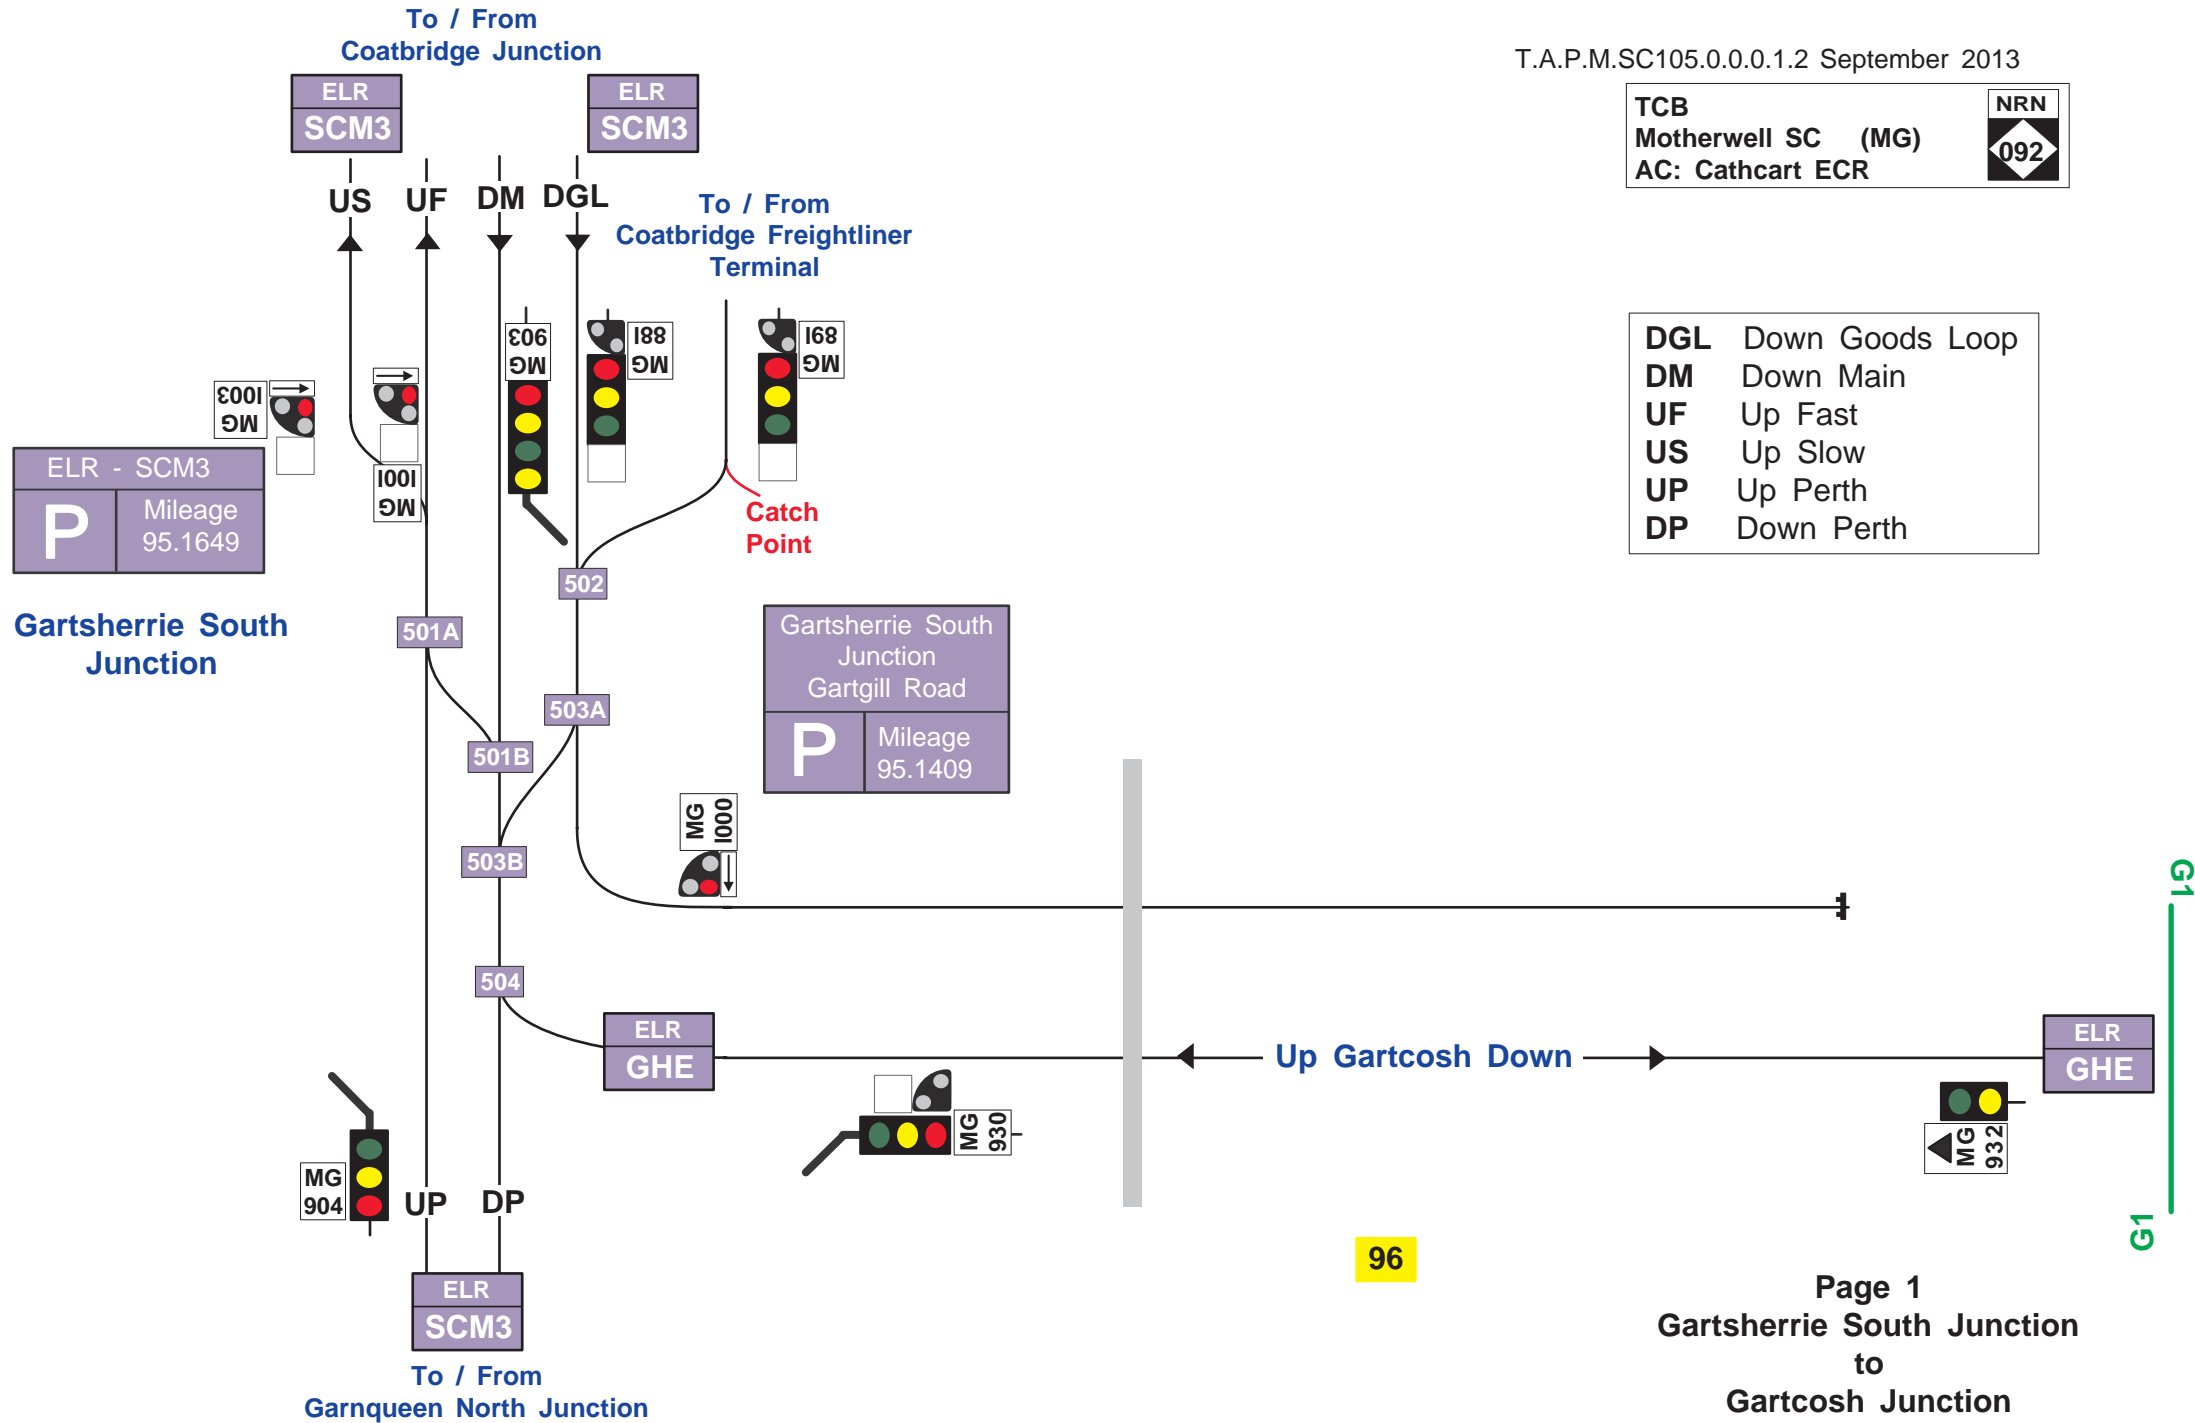 To / From
Coatbridge Junction
T.A.P.M.SC105.0.0.0.1.2 September 2013
ELR
SCM3
ELR
SCM3
TCB
Motherwell SC (MG)
AC: Cathcart ECR
NRN
092
US
UF
DM
DGL
To / From
Coatbridge Freightliner
Terminal
MG
903
MG
881
MG
891
DGL Down Goods Loop
DM Down Main
UF Up Fast
US Up Slow
UP Up Perth
DP Down Perth
MG
1003
MG
1001
ELR - SCM3
P
Mileage
95.1649
Catch
Point
502
Gartsherrie South
Junction
501A
Gartsherrie South
Junction
Gartgill Road
P
Mileage
95.1409
503A
501B
MG
1000
503B
G1
504
ELR
GHE
Up Gartcosh Down
ELR
GHE
MG
930
MG
932
MG
904
UP
DP
G1
96
ELR
SCM3
To / From
Garnqueen North Junction
Page 1
Gartsherrie South Junction
to
Gartcosh Junction